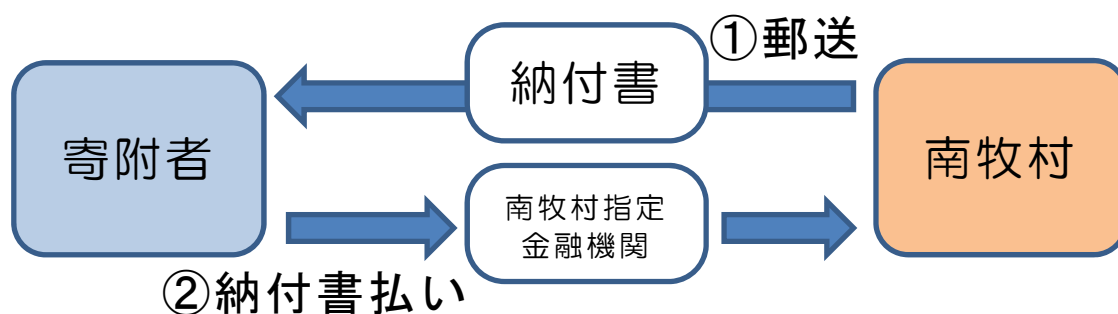 ①郵送
納付書
寄附者
南牧村
南牧村指定
金融機関
②納付書払い